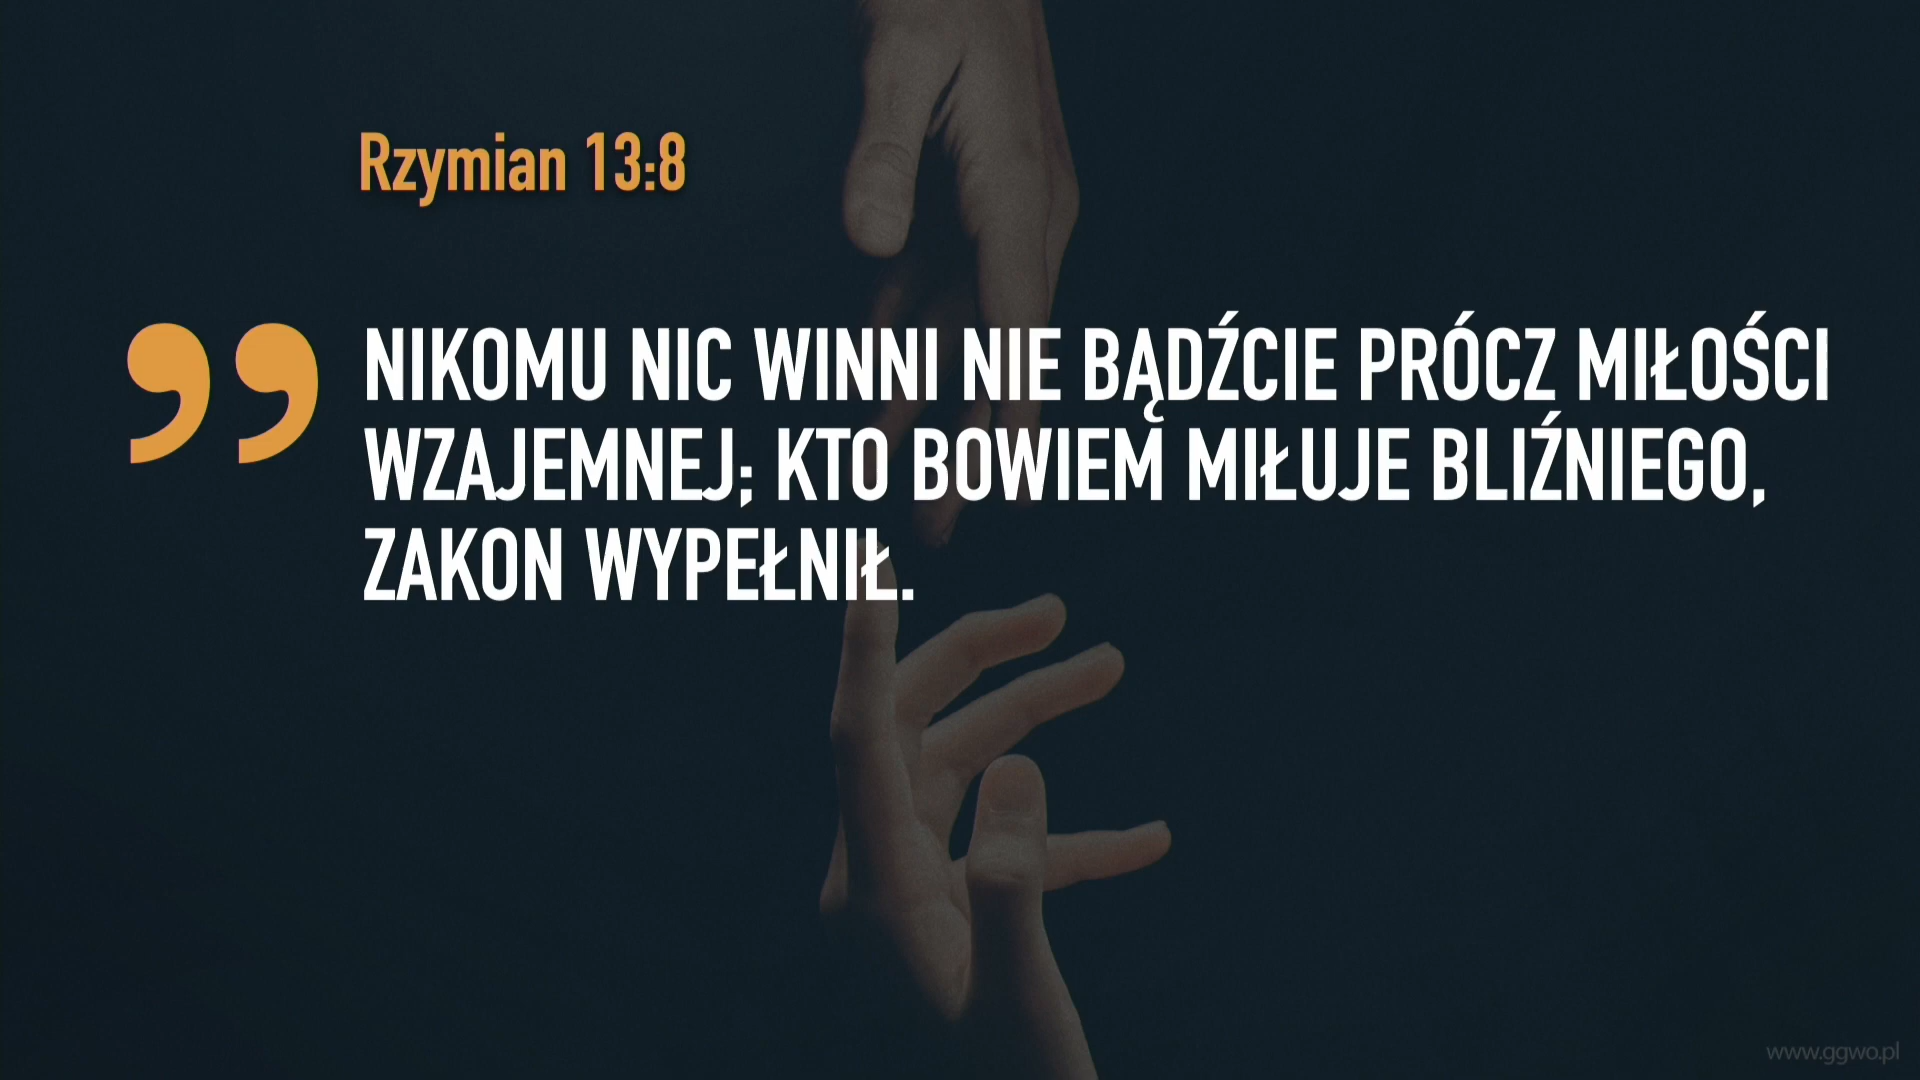 Rzymian 13:8
”
NIKOMU NIC WINNI NIE BĄDŹCIE PRÓCZ MIŁOŚCI
WZAJEMNEJ; KTO BOWIEM MIŁUJE BLIŹNIEGO,
ZAKON WYPEŁNIŁ.
www.ggwo.pl